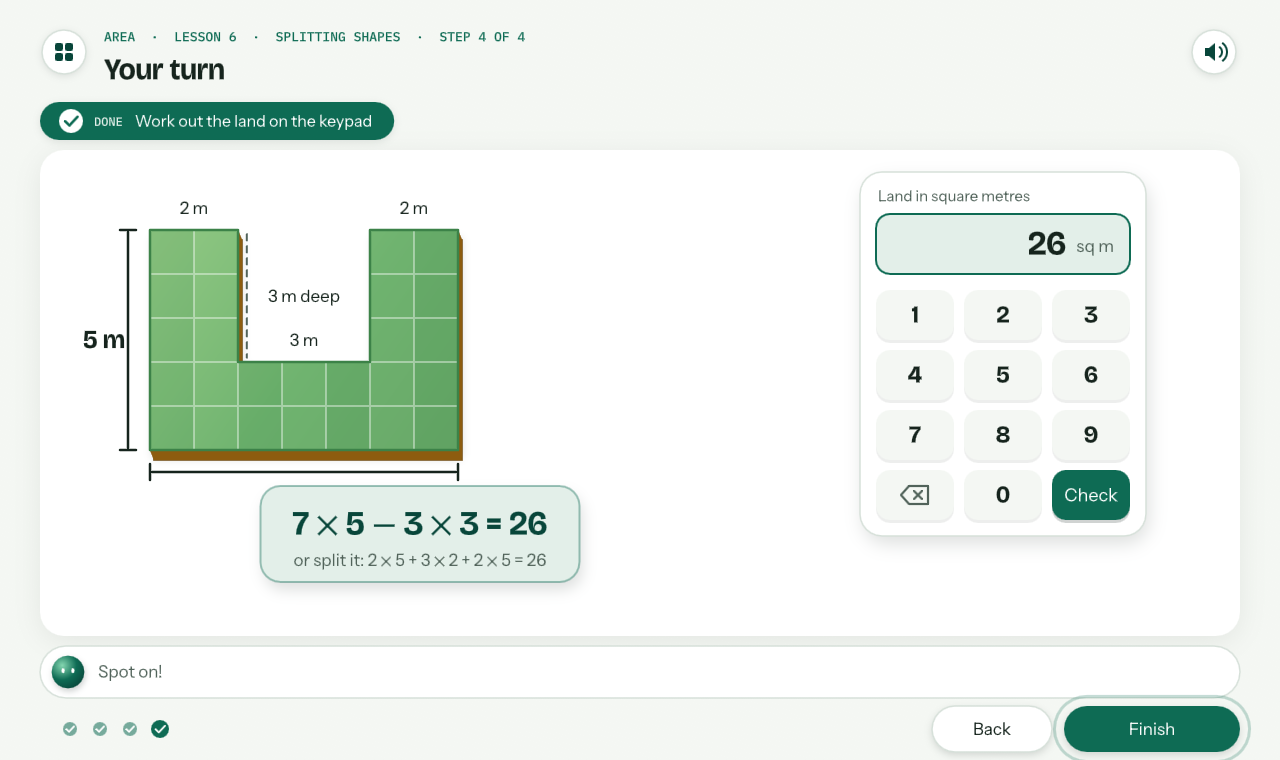 AREA · LESSON 6 · SPLITTING SHAPES · STEP 4 OF 4
Your turn
DONE Work out the land on the keypad
2 m
2 m
3 m deep
3 m
5 m
7 × 5 − 3 × 3 = 26
or split it: 2 × 5 + 3 × 2 + 2 × 5 = 26
Land in square metres
26 sq m
1 2 3
4 5 6
7 8 9
0 Check
Spot on!
Back
Finish